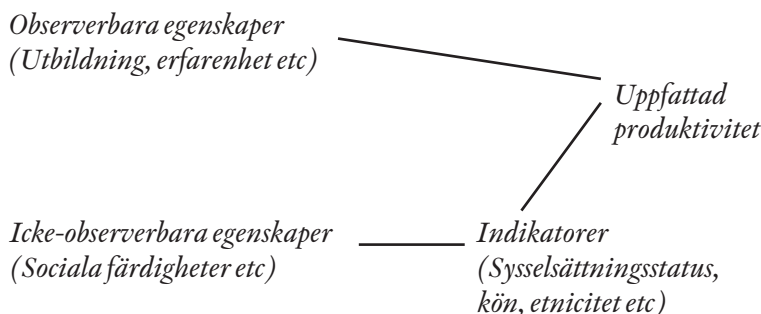 Observerbara egenskaper
(Utbildning, erfarenhet etc)
Uppfattad
produktivitet
Icke-observerbara egenskaper
(Sociala färdigheter etc)
Indikatorer
(Sysselsättningsstatus,
kön, etnicitet etc)